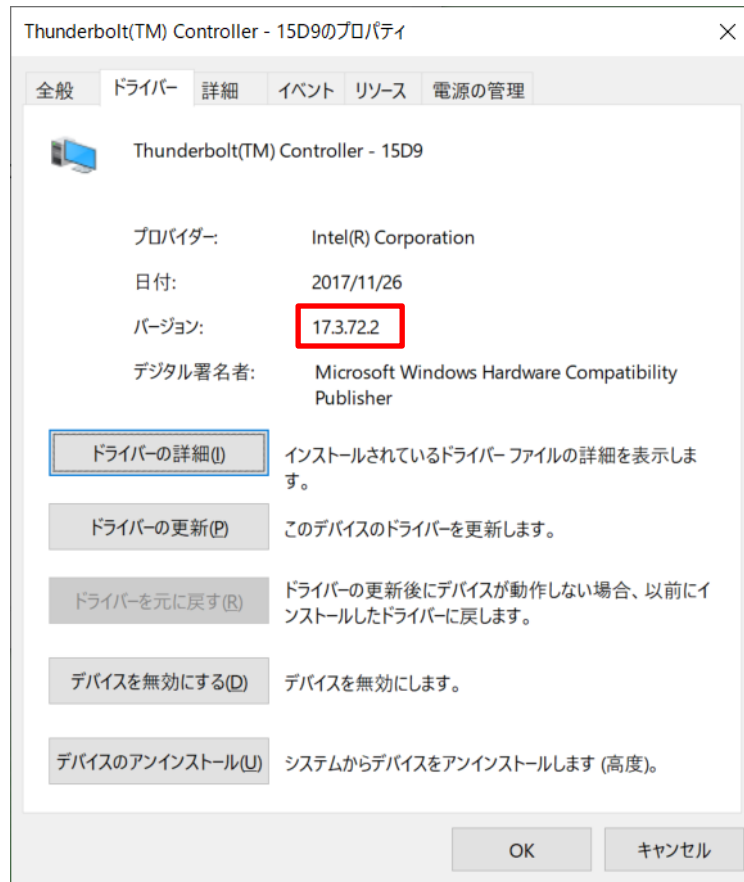 Thunderbolt(TM) Controller - 15D9のプロパティ
全般 ドライバー 詳細 イベント リソース 電源の管理
Thunderbolt(TM) Controller - 15D9
プロバイダー: Intel(R) Corporation
日付: 2017/11/26
バージョン: 17.3.72.2
デジタル署名者: Microsoft Windows Hardware Compatibility
Publisher
ドライバーの詳細(I) インストールされているドライバー ファイルの詳細を表示しま
す。
ドライバーの更新(P) このデバイスのドライバーを更新します。
ドライバーを元に戻す(R) ドライバーの更新後にデバイスが動作しない場合、以前にイ
ンストールしたドライバーに戻します。
デバイスを無効にする(D) デバイスを無効にします。
デバイスのアンインストール(U) システムからデバイスをアンインストールします (高度)。
OK キャンセル